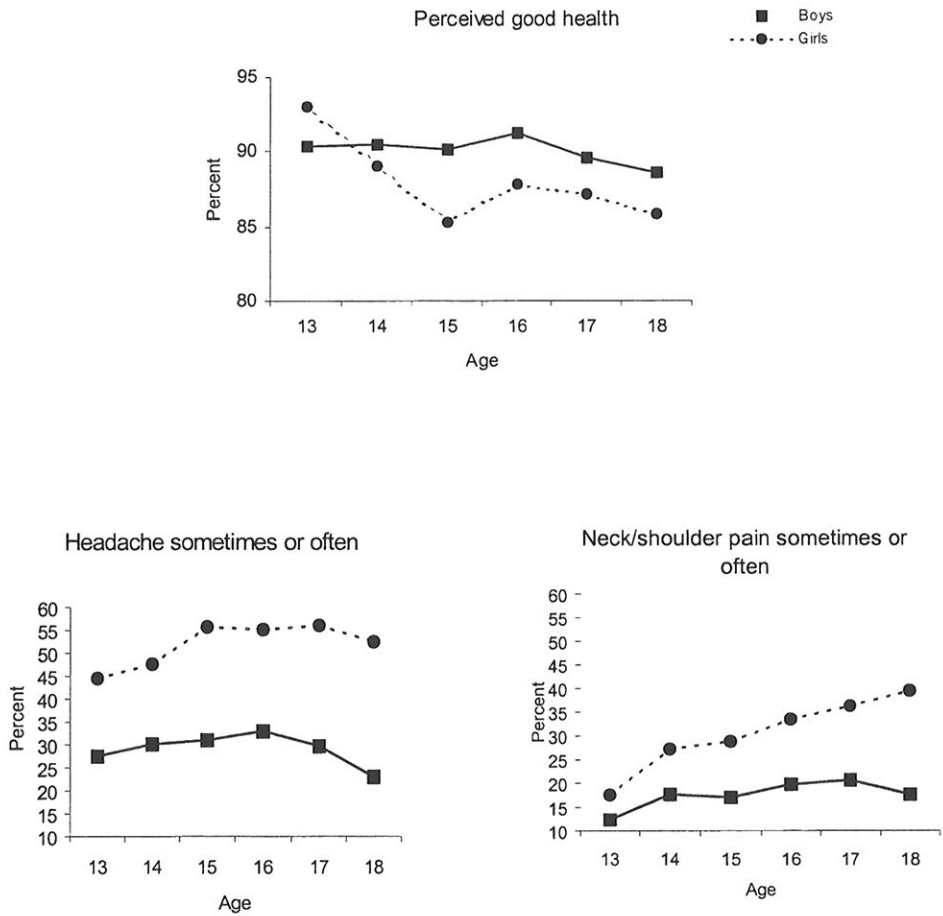 Perceived good health
Boys
Girls
95
90
85
80
Percent
13 14 15 16 17 18
Age
Headache sometimes or often
60
55
50
45
40
35
30
25
20
15
10
Percent
13 14 15 16 17 18
Age
Neck/shoulder pain sometimes or
often
60
55
50
45
40
35
30
25
20
15
10
Percent
13 14 15 16 17 18
Age